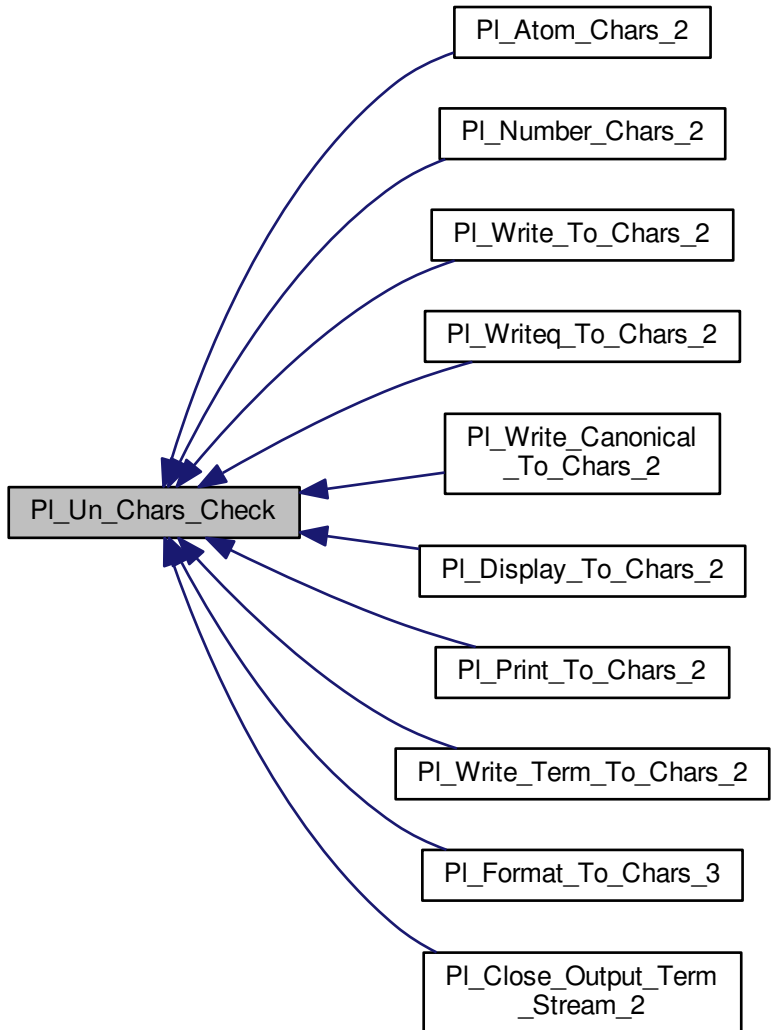 Pl_Atom_Chars_2
Pl_Number_Chars_2
Pl_Write_To_Chars_2
Pl_Writeq_To_Chars_2
Pl_Write_Canonical
_To_Chars_2
Pl_Un_Chars_Check
Pl_Display_To_Chars_2
Pl_Print_To_Chars_2
Pl_Write_Term_To_Chars_2
Pl_Format_To_Chars_3
Pl_Close_Output_Term
_Stream_2